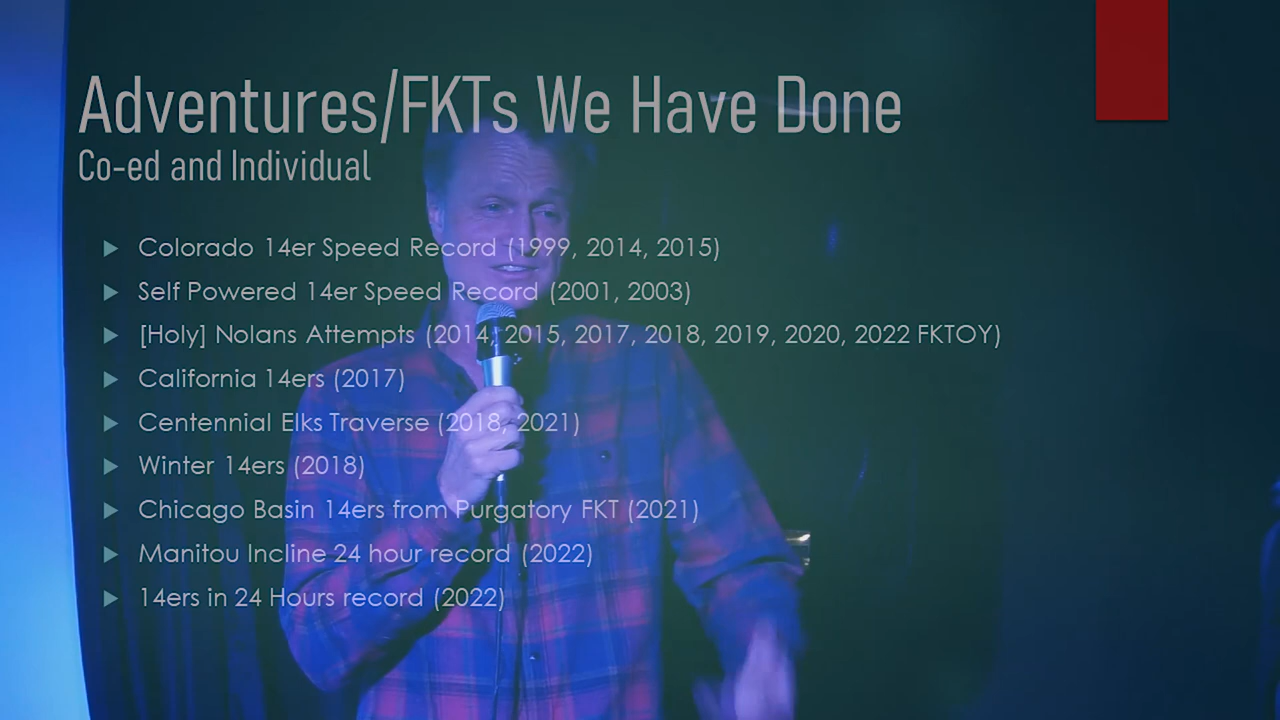 Adventures/FKTs We Have Done
Co-ed and Individual
Colorado 14er Speed Record (1999, 2014, 2015)
Self Powered 14er Speed Record (2001, 2003)
[Holy] Nolans Attempts (2014, 2015, 2017, 2018, 2019, 2020, 2022 FKTOY)
California 14ers (2017)
Centennial Elks Traverse (2018, 2021)
Winter 14ers (2018)
Chicago Basin 14ers from Purgatory FKT (2021)
Manitou Incline 24 hour record (2022)
14ers in 24 Hours record (2022)